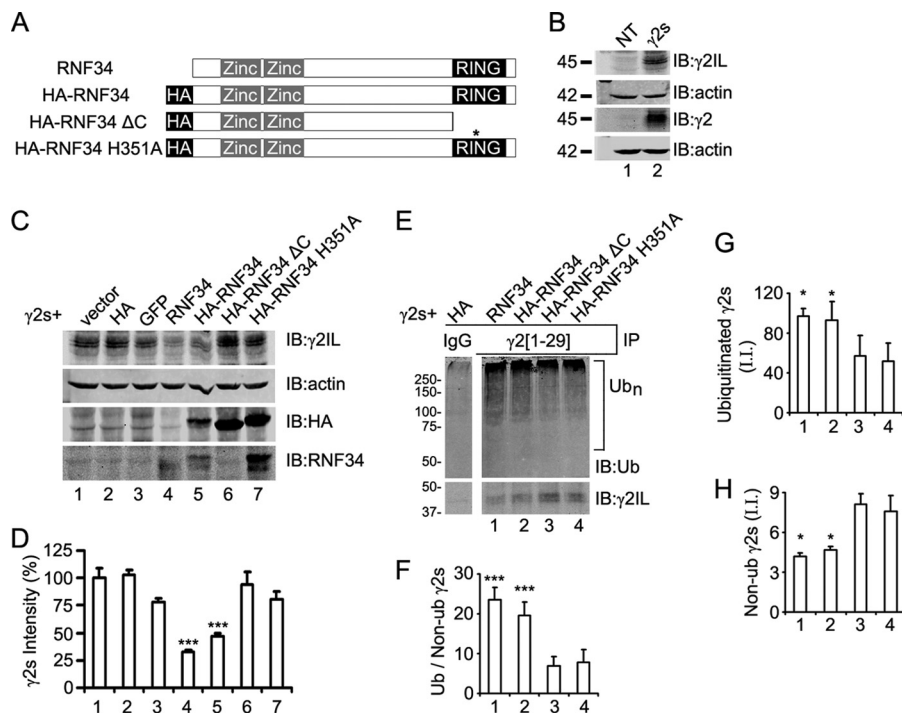 A
RNF34
Zinc Zinc RING
HA-RNF34
HA Zinc Zinc RING
HA-RNF34 ΔC
HA Zinc Zinc
*
HA-RNF34 H351A
HA Zinc Zinc RING
B
NT γ2s
45 IB:γ2IL
42 IB:actin
45 IB:γ2
42 IB:actin
1 2
C
γ2s+ vector HA GFP RNF34 HA-RNF34 HA-RNF34 ΔC HA-RNF34 H351A
IB:γ2IL
IB:actin
IB:HA
IB:RNF34
1 2 3 4 5 6 7
D
γ2s Intensity (%)
125
100
75
50
25
0
*** ***
1 2 3 4 5 6 7
E
γ2s+ HA RNF34 HA-RNF34 HA-RNF34 ΔC HA-RNF34 H351A
IgG γ2[1-29] IP
250-
150-
100-
75-
50-
Ubn
IB:Ub
50-
37-
IB:γ2IL
1 2 3 4
F
Ub / Non-ub γ2s
30
20
10
0
*** ***
1 2 3 4
G
Ubiquitinated γ2s
(I.I.)
120
80
40
0
* *
1 2 3 4
H
Non-ub γ2s (I.I.)
9
6
3
0
* *
1 2 3 4